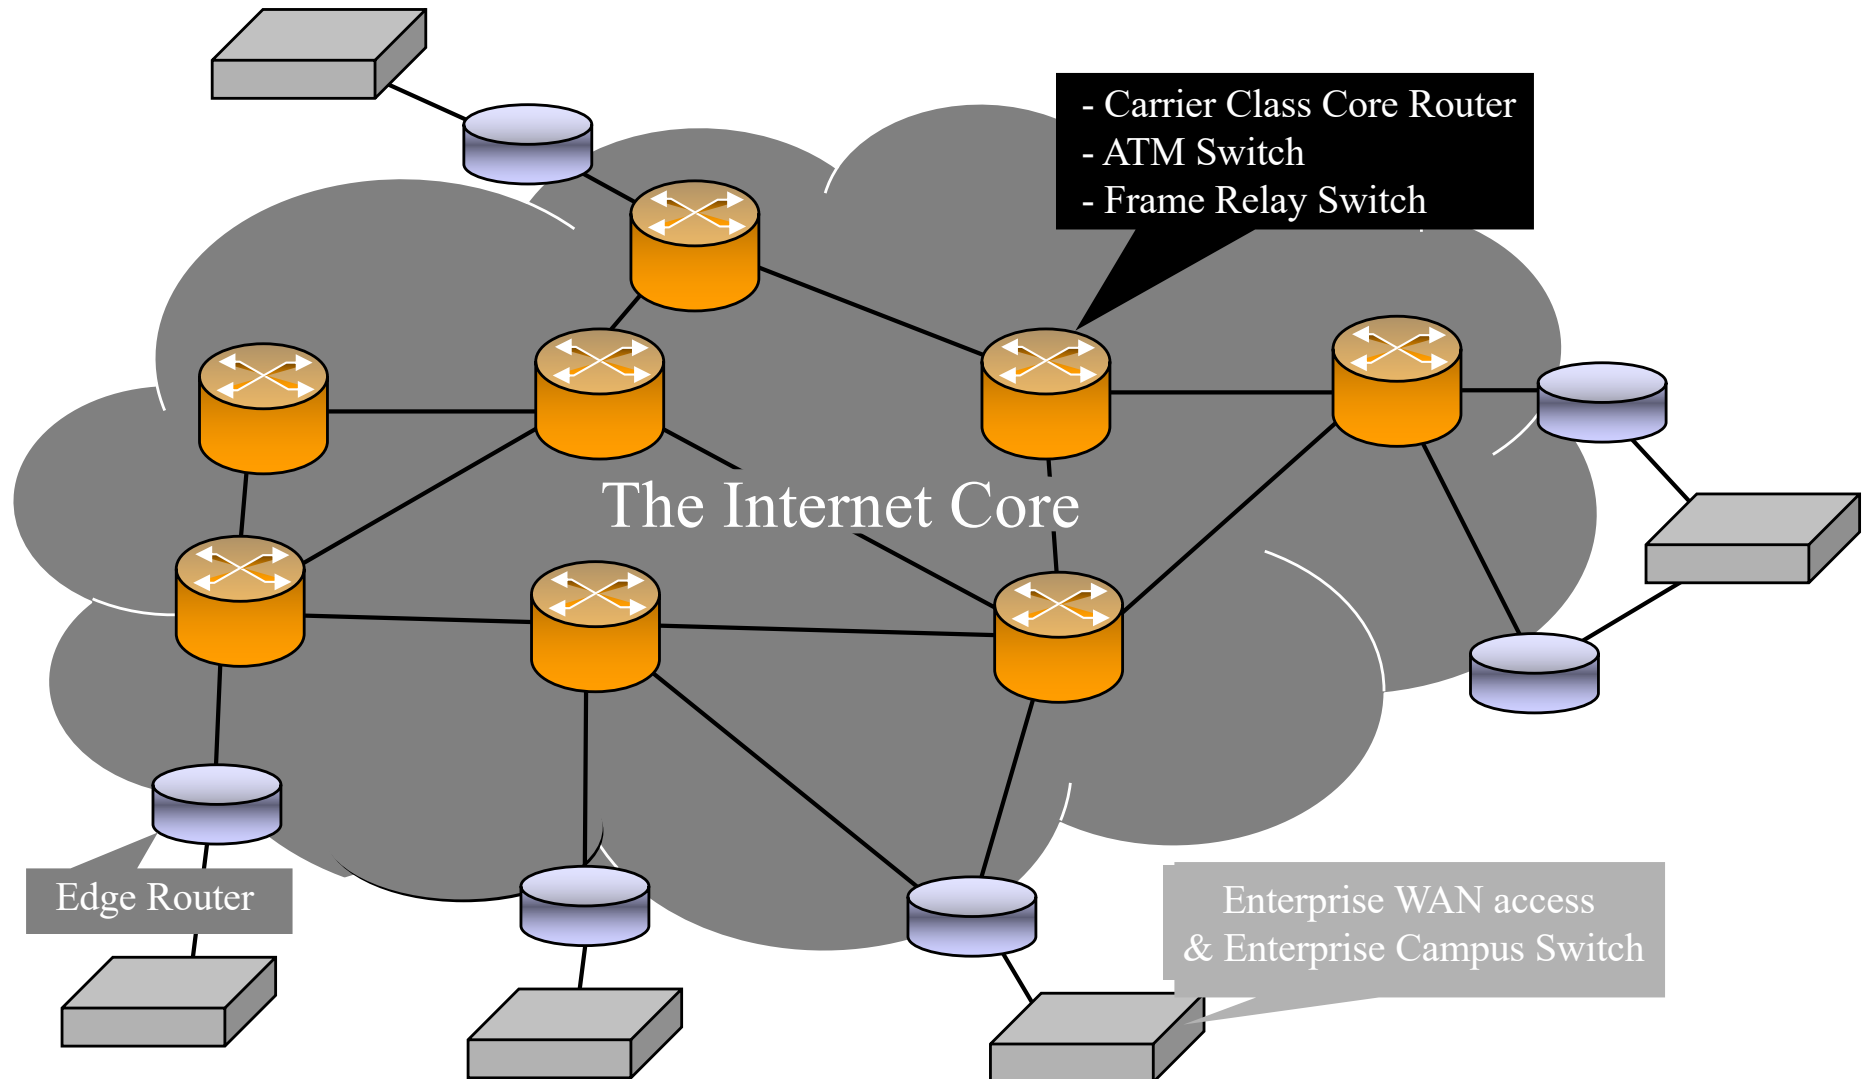 - Carrier Class Core Router
- ATM Switch
- Frame Relay Switch
The Internet Core
Edge Router
Enterprise WAN access
& Enterprise Campus Switch